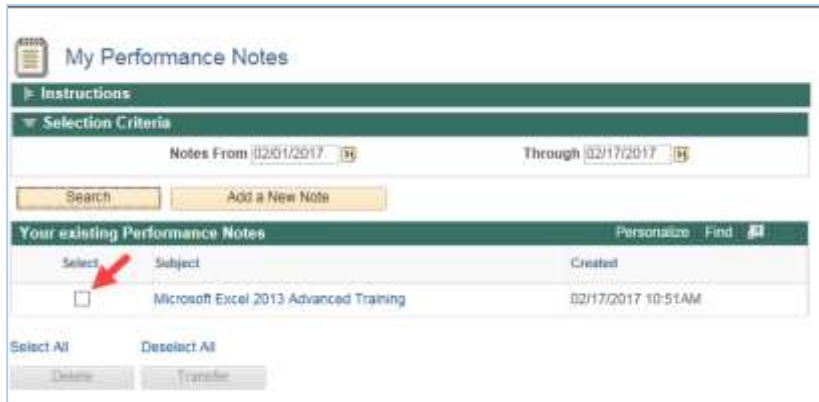 My Performance Notes
Instructions
Selection Criteria
Notes From 02/01/2017 Through 02/17/2017
Search Add a New Note
Your existing Performance Notes Personalize Find
Select Subject Created
Microsoft Excel 2013 Advanced Training 02/17/2017 10:51AM
Select All Deselect All
Delete Transfer